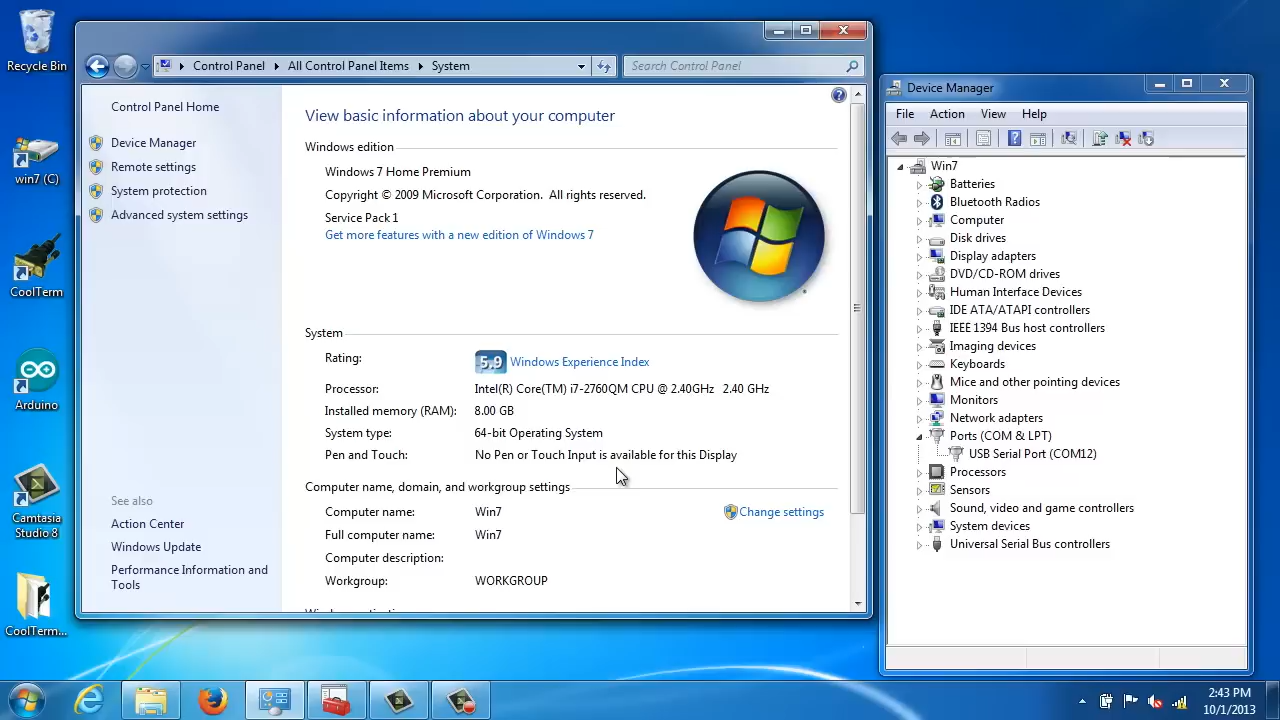 Recycle Bin
win7 (C)
CoolTerm
Arduino
Camtasia
Studio 8
CoolTerm...
Control Panel
All Control Panel Items
System
Search Control Panel
Control Panel Home
Device Manager
Remote settings
System protection
Advanced system settings
See also
Action Center
Windows Update
Performance Information and
Tools
View basic information about your computer
Windows edition
Windows 7 Home Premium
Copyright © 2009 Microsoft Corporation. All rights reserved.
Service Pack 1
Get more features with a new edition of Windows 7
System
Rating: 5,9 Windows Experience Index
Processor: Intel(R) Core(TM) i7-2760QM CPU @ 2.40GHz 2.40 GHz
Installed memory (RAM): 8.00 GB
System type: 64-bit Operating System
Pen and Touch: No Pen or Touch Input is available for this Display
Computer name, domain, and workgroup settings
Computer name: Win7 Change settings
Full computer name: Win7
Computer description:
Workgroup: WORKGROUP
Device Manager
File Action View Help
Win7
Batteries
Bluetooth Radios
Computer
Disk drives
Display adapters
DVD/CD-ROM drives
Human Interface Devices
IDE ATA/ATAPI controllers
IEEE 1394 Bus host controllers
Imaging devices
Keyboards
Mice and other pointing devices
Monitors
Network adapters
Ports (COM & LPT)
USB Serial Port (COM12)
Processors
Sensors
Sound, video and game controllers
System devices
Universal Serial Bus controllers
2:43 PM
10/1/2013